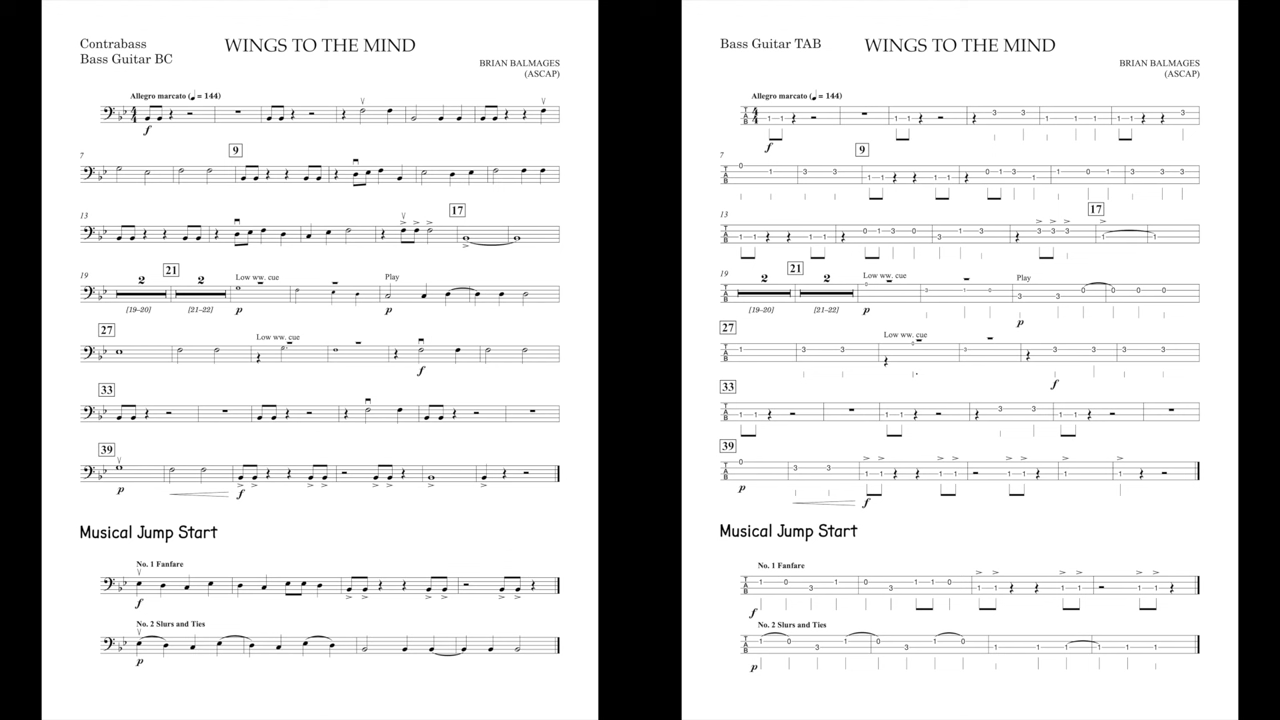 Contrabass
Bass Guitar BC
WINGS TO THE MIND
BRIAN BALMAGES
(ASCAP)
Allegro marcato (♩ = 144)
f
7
9
13
17
19
2
21
2
Low ww. cue
Play
[19–20]
[21–22]
p
p
27
Low ww. cue
f
33
39
p
f
Musical Jump Start
No. 1 Fanfare
f
No. 2 Slurs and Ties
p
Bass Guitar TAB
WINGS TO THE MIND
BRIAN BALMAGES
(ASCAP)
Allegro marcato (♩ = 144)
f
7
9
13
17
19
2
21
2
Low ww. cue
Play
[19–20]
[21–22]
p
p
27
Low ww. cue
f
33
39
p
f
Musical Jump Start
No. 1 Fanfare
f
No. 2 Slurs and Ties
p